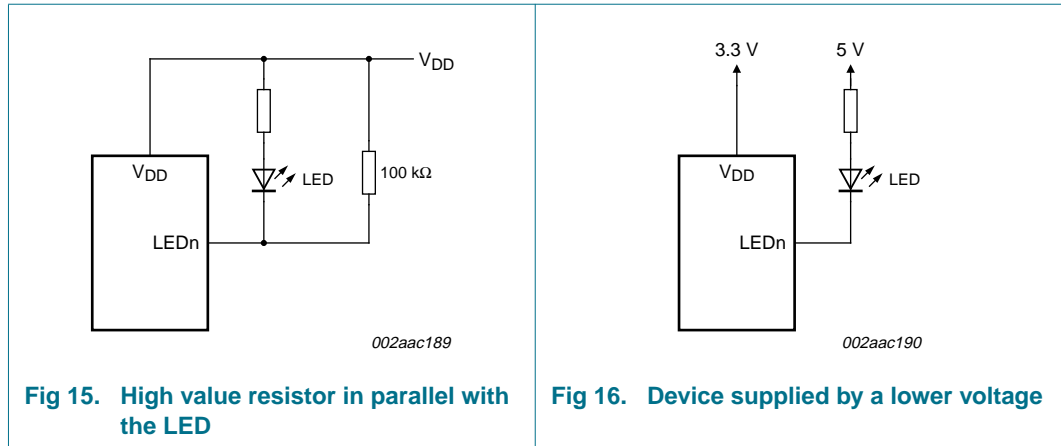 VDD
VDD
LED
100 kΩ
LEDn
002aac189
Fig 15. High value resistor in parallel with
the LED
3.3 V
5 V
VDD
LED
LEDn
002aac190
Fig 16. Device supplied by a lower voltage